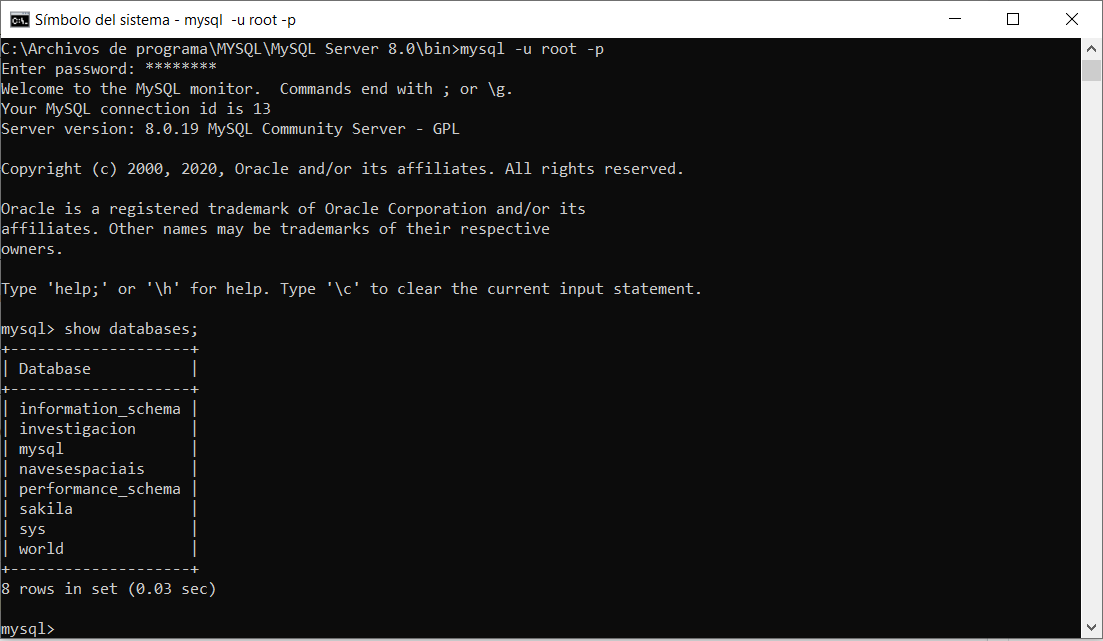 Símbolo del sistema - mysql  -u root -p
C:\Archivos de programa\MYSQL\MySQL Server 8.0\bin>mysql -u root -p
Enter password: ********
Welcome to the MySQL monitor.  Commands end with ; or \g.
Your MySQL connection id is 13
Server version: 8.0.19 MySQL Community Server - GPL

Copyright (c) 2000, 2020, Oracle and/or its affiliates. All rights reserved.

Oracle is a registered trademark of Oracle Corporation and/or its
affiliates. Other names may be trademarks of their respective
owners.

Type 'help;' or '\h' for help. Type '\c' to clear the current input statement.

mysql> show databases;
+--------------------+
| Database           |
+--------------------+
| information_schema |
| investigacion      |
| mysql              |
| navesespaciais     |
| performance_schema |
| sakila             |
| sys                |
| world              |
+--------------------+
8 rows in set (0.03 sec)

mysql>